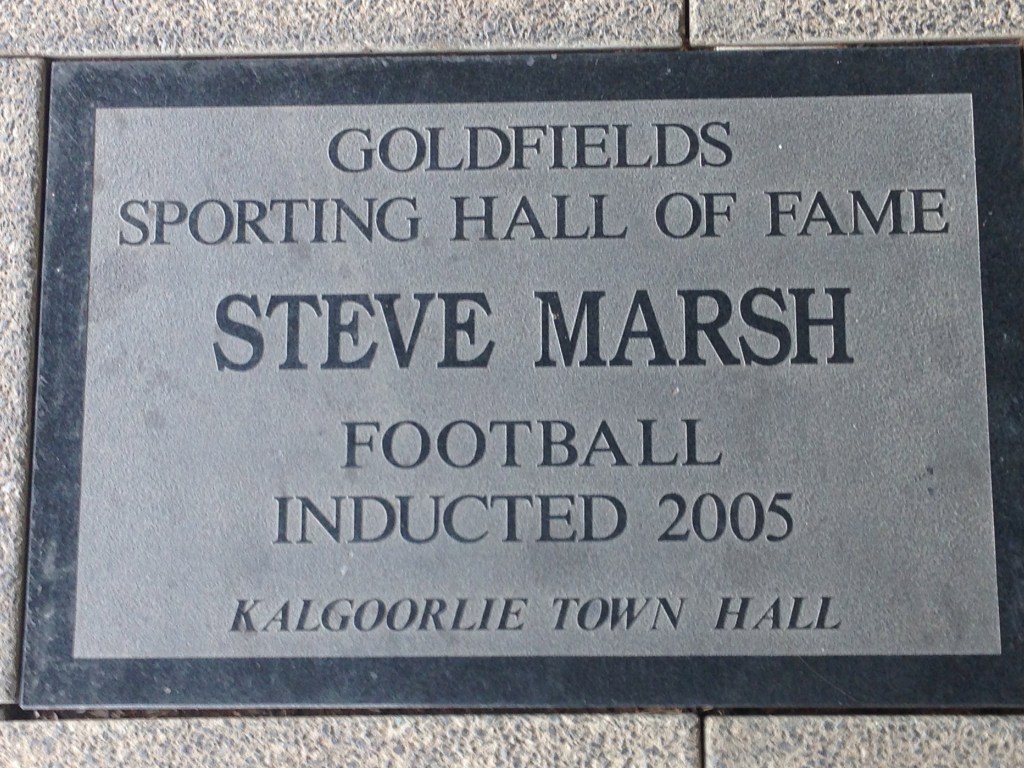 GOLDFIELDS
SPORTING HALL OF FAME
STEVE MARSH
FOOTBALL
INDUCTED 2005
KALGOORLIE TOWN HALL